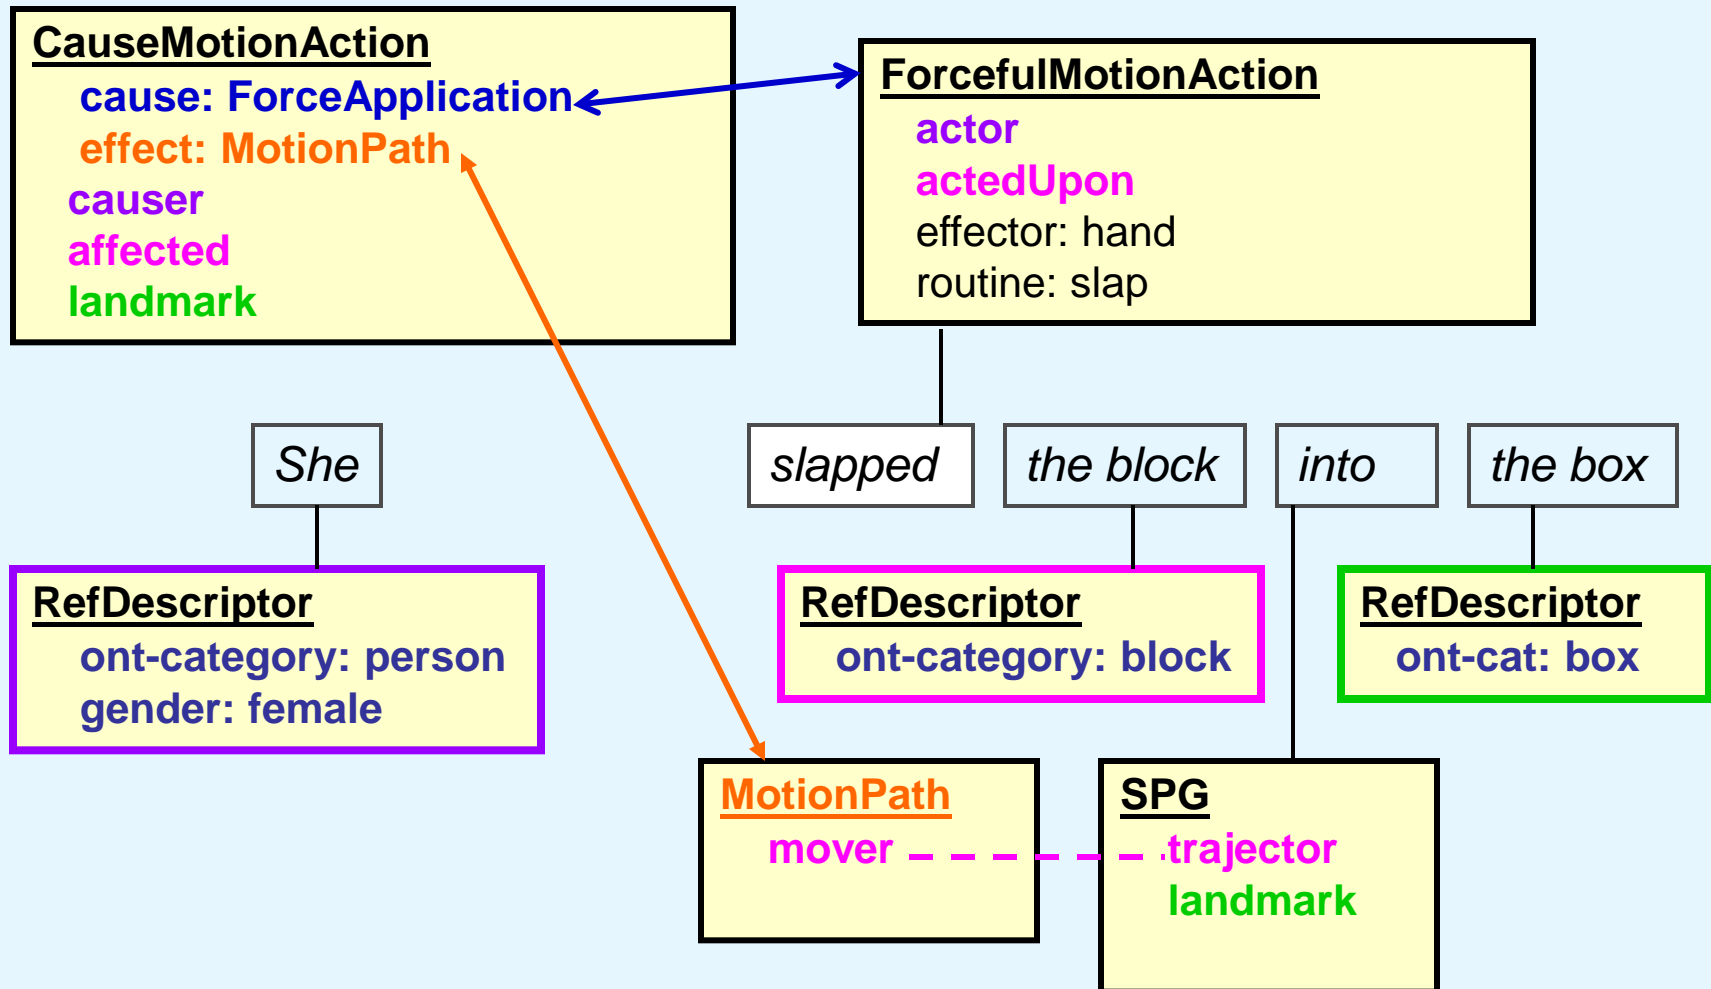 CauseMotionAction
cause: ForceApplication
effect: MotionPath
causer
affected
landmark
ForcefulMotionAction
actor
actedUpon
effector: hand
routine: slap
She
slapped
the block
into
the box
RefDescriptor
ont-category: person
gender: female
RefDescriptor
ont-category: block
RefDescriptor
ont-cat: box
MotionPath
mover
SPG
trajector
landmark